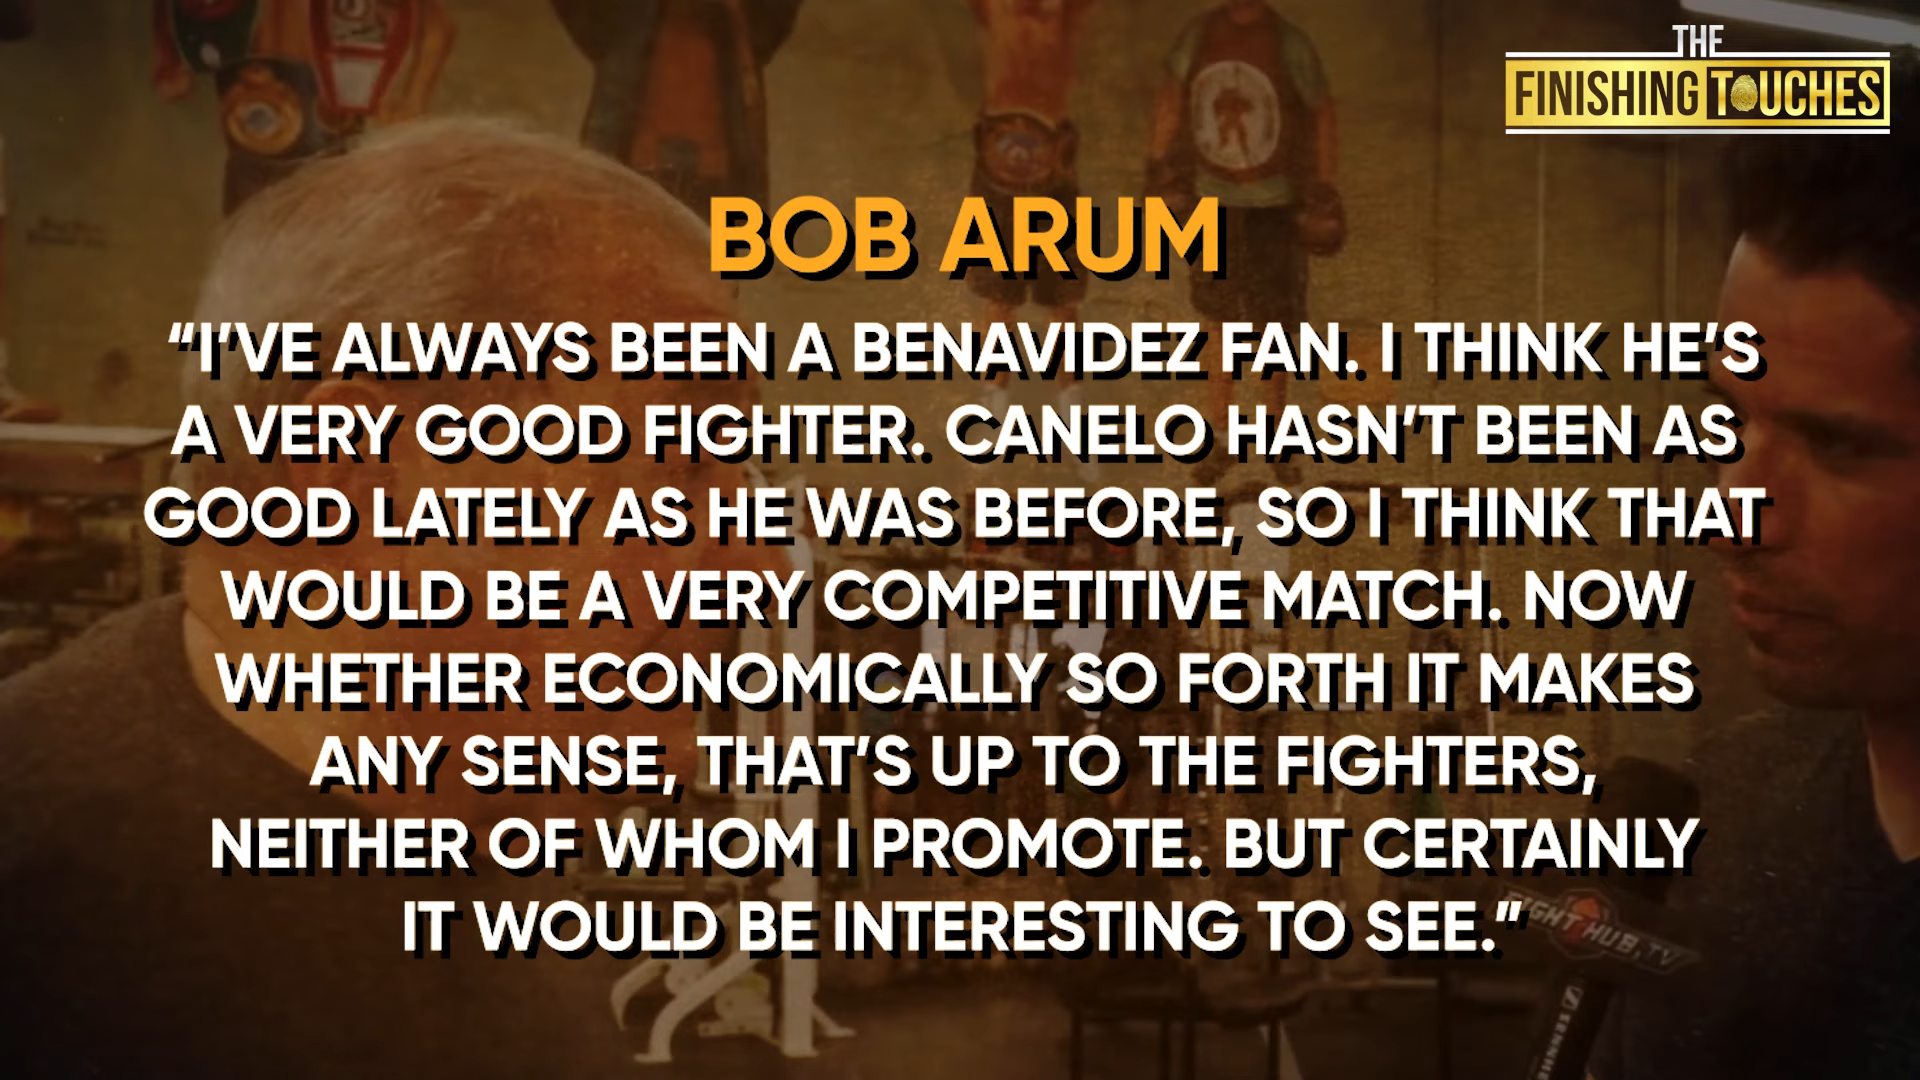 THE
FINISHING TOUCHES
BOB ARUM
“I’VE ALWAYS BEEN A BENAVIDEZ FAN. I THINK HE’S
A VERY GOOD FIGHTER. CANELO HASN’T BEEN AS
GOOD LATELY AS HE WAS BEFORE, SO I THINK THAT
WOULD BE A VERY COMPETITIVE MATCH. NOW
WHETHER ECONOMICALLY SO FORTH IT MAKES
ANY SENSE, THAT’S UP TO THE FIGHTERS,
NEITHER OF WHOM I PROMOTE. BUT CERTAINLY
IT WOULD BE INTERESTING TO SEE.”
FIGHT HUB,TV